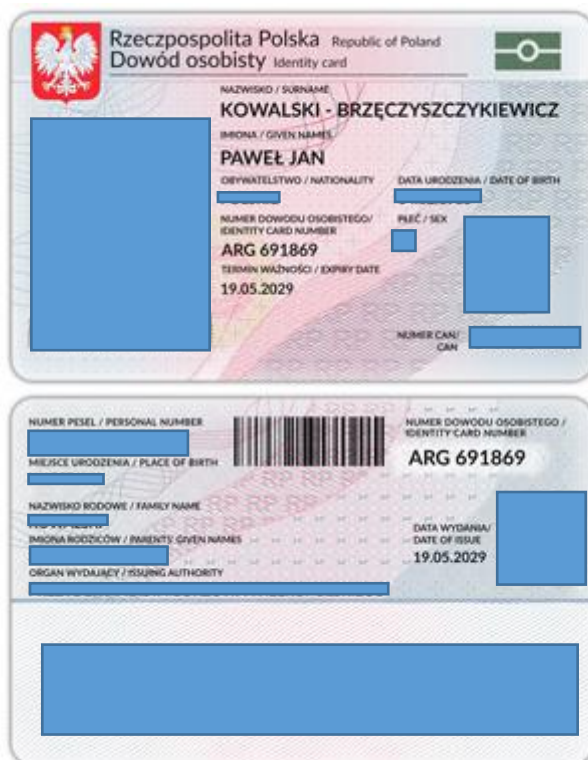 Rzeczpospolita Polska Republic of Poland
Dowód osobisty Identity card
NAZWISKO / SURNAME
KOWALSKI - BRZĘCZYSZCZYKIEWICZ
IMIONA / GIVEN NAMES
PAWEŁ JAN
OBYWATELSTWO / NATIONALITY DATA URODZENIA / DATE OF BIRTH
NUMER DOWODU OSOBISTEGO/ PŁEĆ / SEX
IDENTITY CARD NUMBER
ARG 691869
TERMIN WAŻNOŚCI / EXPIRY DATE
19.05.2029
NUMER CAN/
CAN
NUMER PESEL / PERSONAL NUMBER NUMER DOWODU OSOBISTEGO /
IDENTITY CARD NUMBER
ARG 691869
MIEJSCE URODZENIA / PLACE OF BIRTH
NAZWISKO RODOWE / FAMILY NAME
IMIONA RODZICÓW / PARENTS' GIVEN NAMES
DATA WYDANIA/
DATE OF ISSUE
19.05.2029
ORGAN WYDAJĄCY / ISSUING AUTHORITY